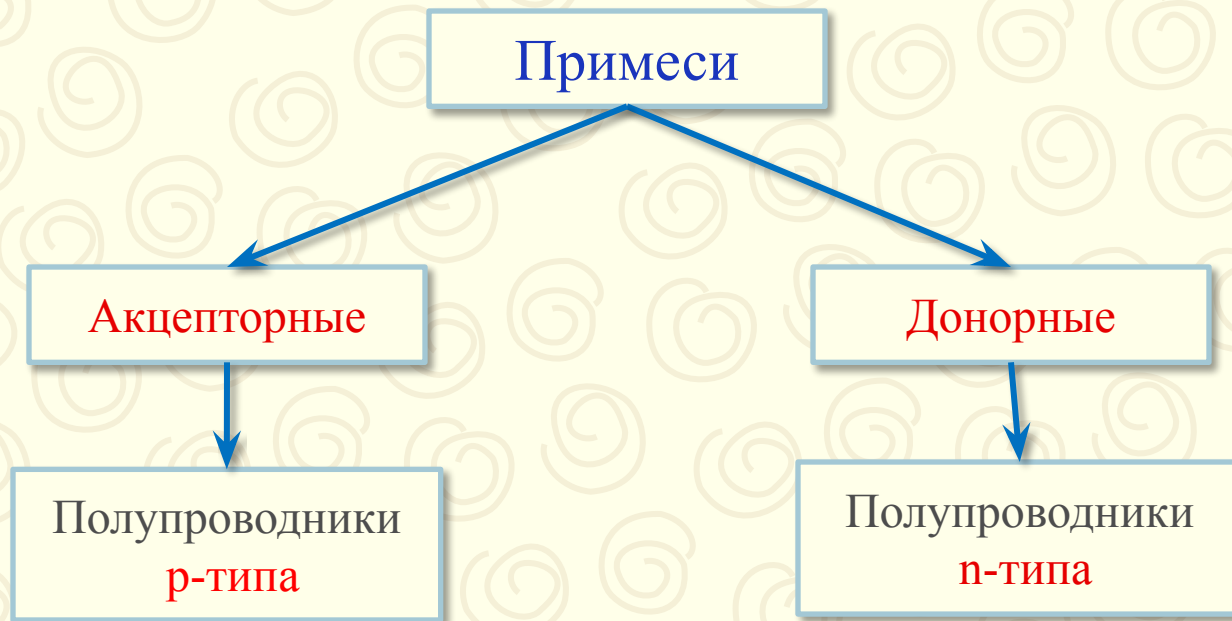 Примеси
Акцепторные
Донорные
Полупроводники
р-типа
Полупроводники
n-типа